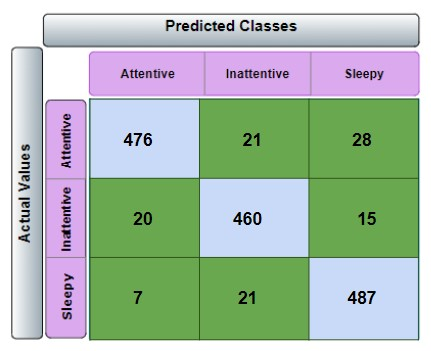 Predicted Classes
Attentive Inattentive Sleepy
Actual Values
Attentive 476 21 28
Inattentive 20 460 15
Sleepy 7 21 487